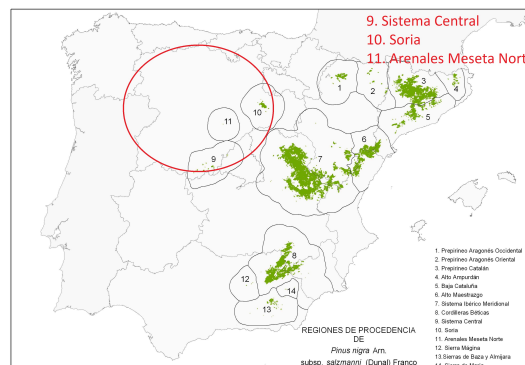 9. Sistema Central
10. Soria
11. Arenales Meseta Nort
1
2
3
4
5
6
7
8
9
10
11
12
13
14
REGIONES DE PROCEDENCIA
DE
Pinus nigra Arn.
subsp. salzmanni (Dunal) Franco
1. Prepirineo Aragonés Occidental
2. Prepirineo Aragonés Oriental
3. Prepirineo Catalán
4. Alto Ampurdán
5. Baja Cataluña
6. Alto Maestrazgo
7. Sistema Ibérico Meridional
8. Cordilleras Béticas
9. Sistema Central
10. Soria
11. Arenales Meseta Norte
12. Sierra Mágina
13.Sierras de Baza y Almijara